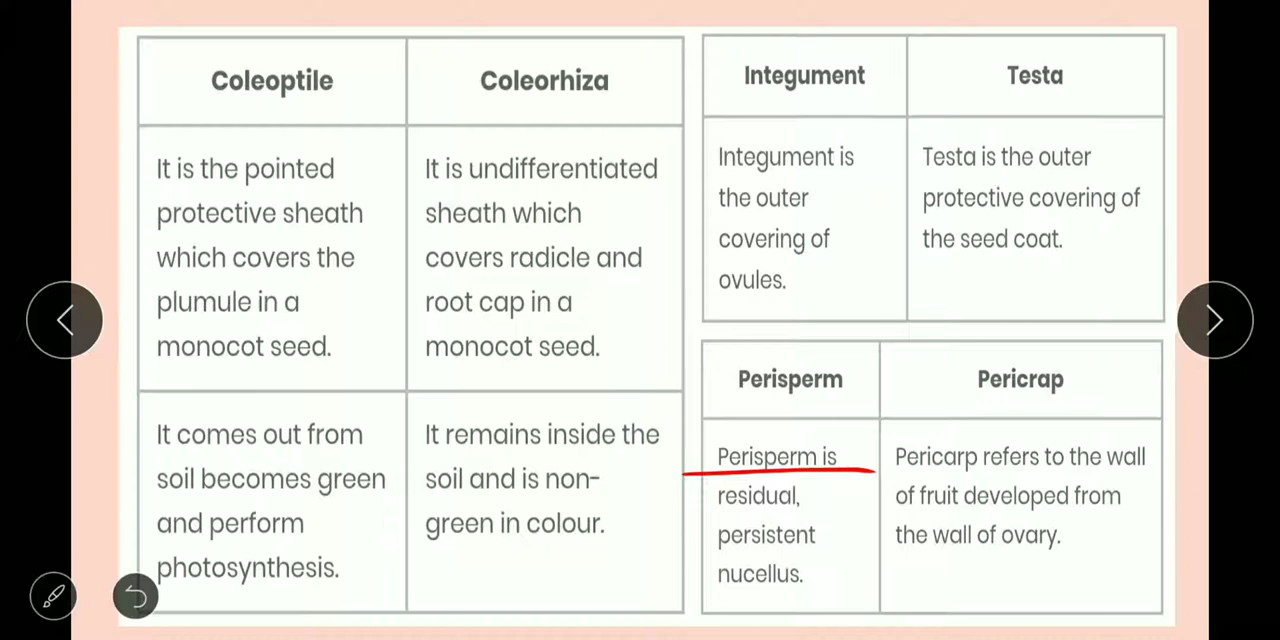 Coleoptile
Coleorhiza
It is the pointed
protective sheath
which covers the
plumule in a
monocot seed.
It is undifferentiated
sheath which
covers radicle and
root cap in a
monocot seed.
It comes out from
soil becomes green
and perform
photosynthesis.
It remains inside the
soil and is non-
green in colour.
Integument
Testa
Integument is
the outer
covering of
ovules.
Testa is the outer
protective covering of
the seed coat.
Perisperm
Pericrap
Perisperm is
residual,
persistent
nucellus.
Pericarp refers to the wall
of fruit developed from
the wall of ovary.